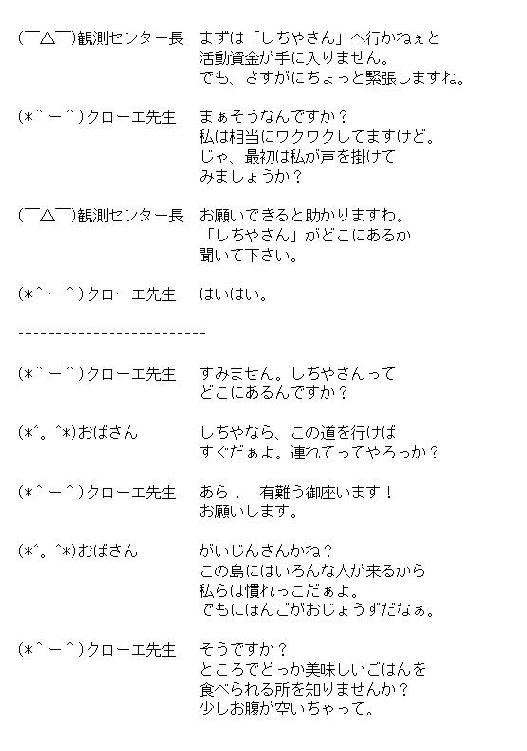 (￣△￣)観測センター長 まずは「しぢやさん」へ行かねぇと
活動資金が手に入りません。
でも、さすがにちょっと緊張しますね。
(*＾ー＾)クローエ先生 まぁそうなんですか？
私は相当にワクワクしてますけど。
じゃ、最初は私が声を掛けて
みましょうか？
(￣△￣)観測センター長 お願いできると助かりますわ。
「しぢやさん」がどこにあるか
聞いて下さい。
(*＾ー＾)クローエ先生 はいはい。
-------------------------
(*＾ー＾)クローエ先生 すみません。しぢやさんって
どこにあるんですか？
(*^。^*)おばさん しぢやなら、この道を行けば
すぐだぁよ。連れてってやろっか？
(*＾ー＾)クローエ先生 あら． 有難う御座います！
お願いします。
(*^。^*)おばさん がいじんさんかね？
この島にはいろんな人が来るから
私らは慣れっこだぁよ。
でもにほんごがおじょうずだなぁ。
(*＾ー＾)クローエ先生 そうですか？
ところでどっか美味しいごはんを
食べられる所を知りませんか？
少しお腹が空いちゃって。